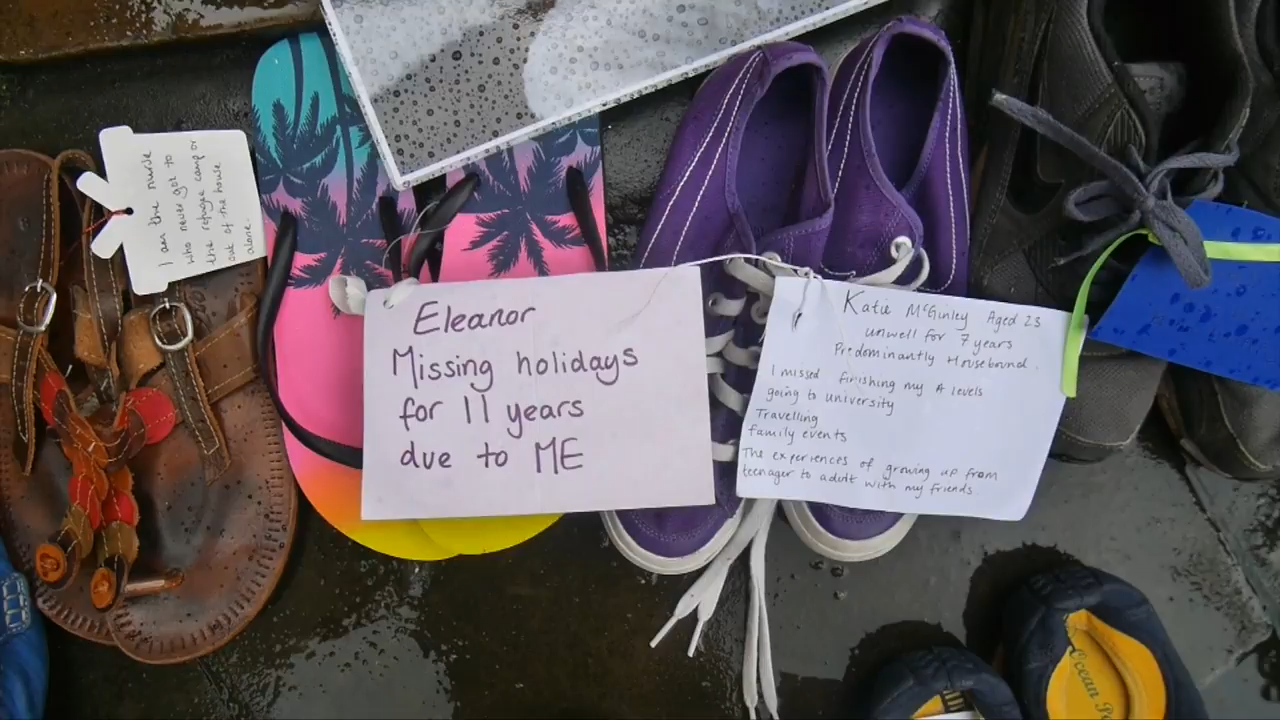 I am the nurse
who never got to
the refuge camp or
out of the house
alone.
Eleanor
Missing holidays
for 11 years
due to ME
Katie McGinley Aged 23
unwell for 7 years
Predominantly Housebound.
I missed finishing my A levels
going to university
Travelling
family events
The experiences of growing up from
teenager to adult with my friends
Ocean